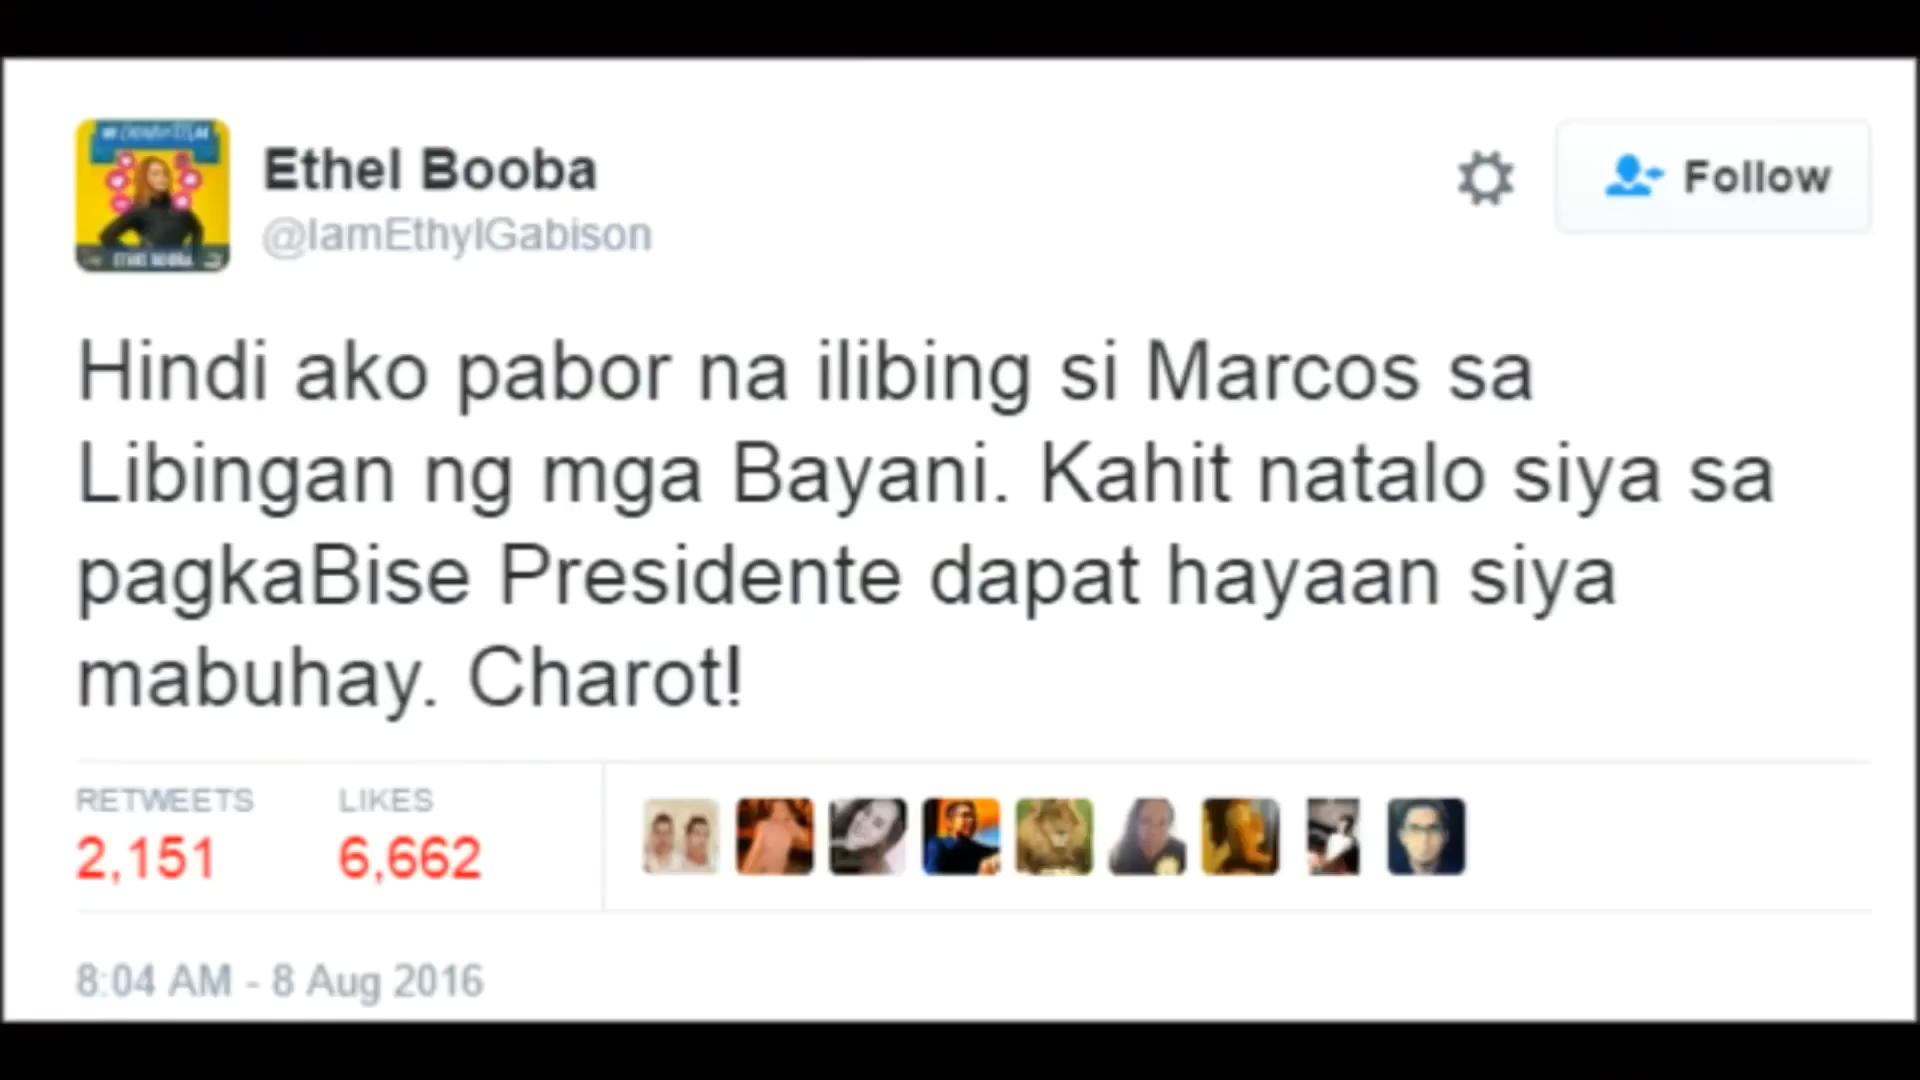 Ethel Booba
@IamEthylGabison
Follow
Hindi ako pabor na ilibing si Marcos sa
Libingan ng mga Bayani. Kahit natalo siya sa
pagkaBise Presidente dapat hayaan siya
mabuhay. Charot!
RETWEETS LIKES
2,151 6,662
8:04 AM - 8 Aug 2016